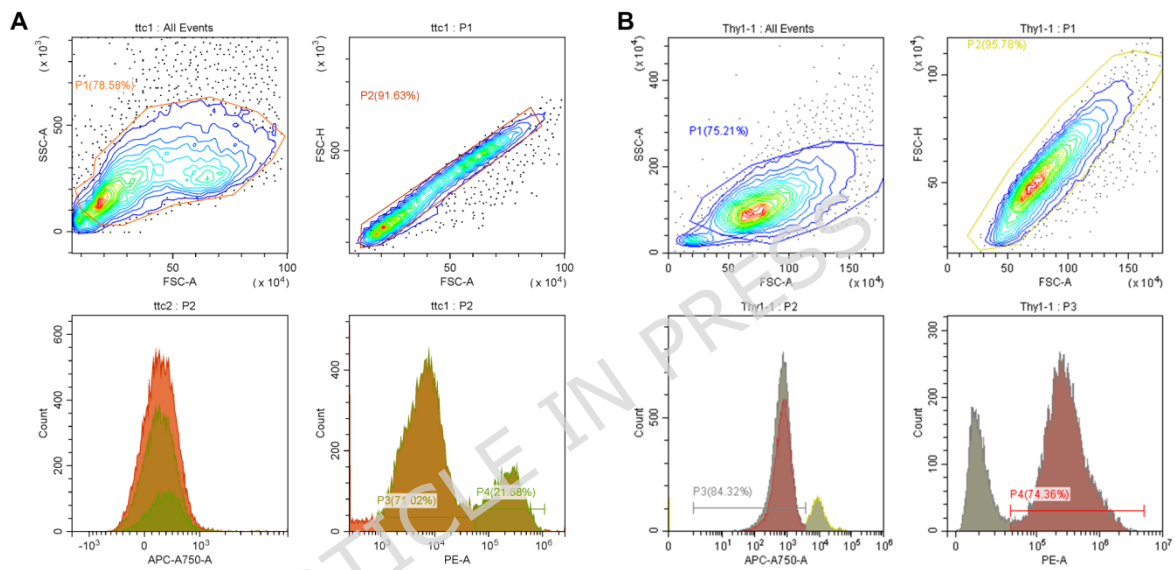 A
ttc1 : All Events
(x 10³)
P1(78.58%)
500
0
SSC-A
50
100
FSC-A
(x 10⁴)
ttc1 : P1
(x 10³)
P2(91.63%)
500
FSC-H
50
100
FSC-A
(x 10⁴)
B
Thy1-1 : All Events
(x 10⁴)
400
P1(75.21%)
200
0
SSC-A
0
50
100
150
FSC-A
(x 10⁴)
Thy1-1 : P1
(x 10⁴)
P2(95.78%)
100
50
FSC-H
50
100
150
FSC-A
(x 10⁴)
ttc2 : P2
600
400
200
0
Count
-10³
0
10³
APC-A750-A
ttc1 : P2
400
200
0
Count
P3(71.02%)
P4(21.58%)
10³
10⁴
10⁵
10⁶
PE-A
Thy1-1 : P2
500
0
Count
P3(84.32%)
0
10¹
10²
10³
10⁴
10⁵
APC-A750-A
Thy1-1 : P3
300
200
100
0
Count
P4(74.36%)
0
10⁵
10⁶
10⁷
PE-A
ARTICLE IN PRESS